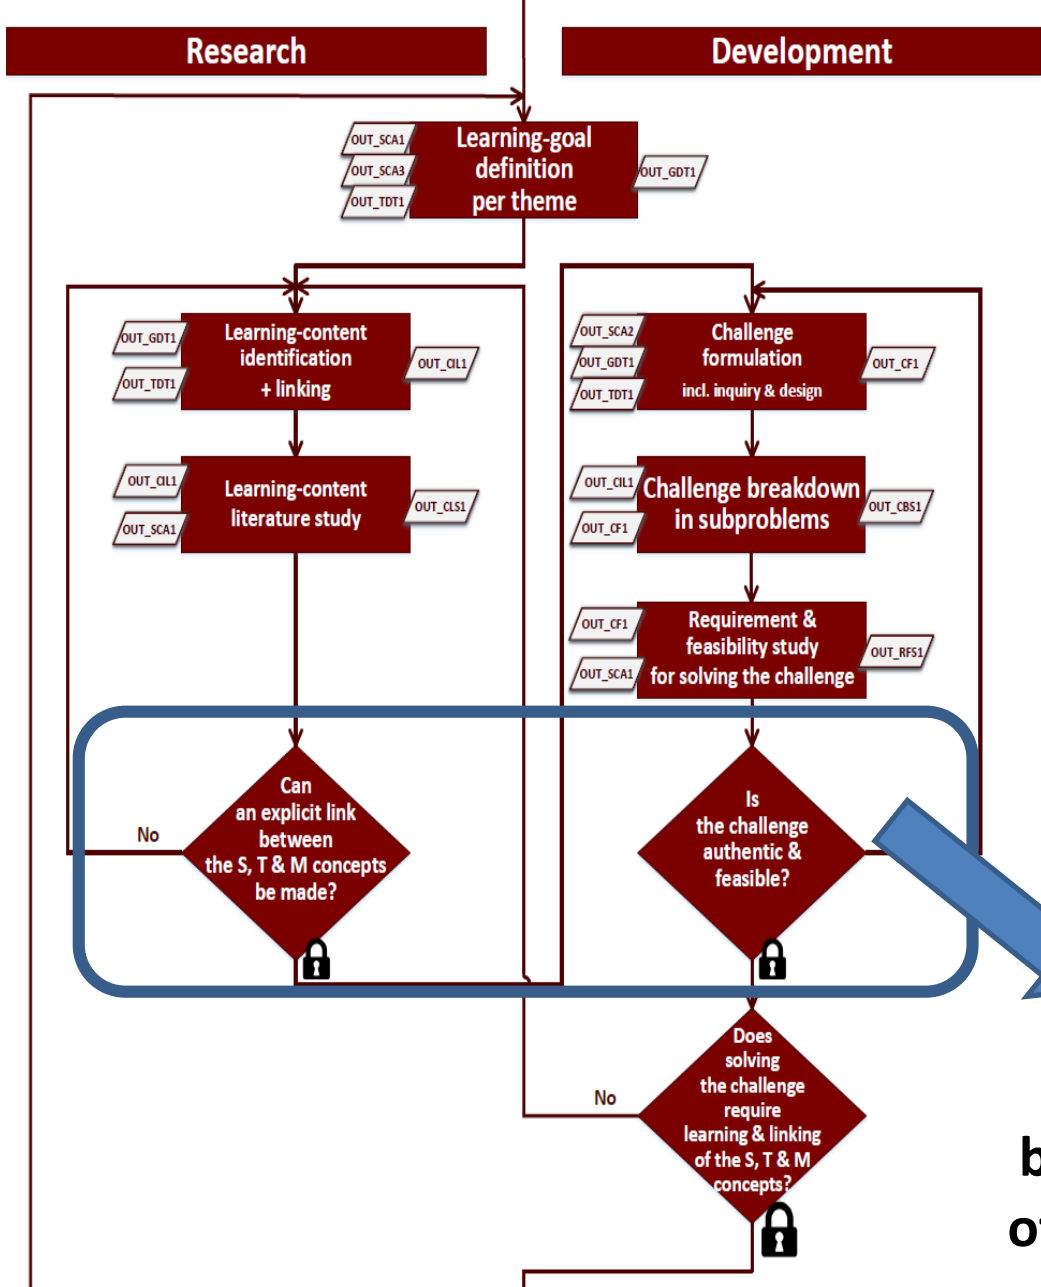 Research
Development
OUT_SCA1
OUT_SCA3
OUT_TDT1
Learning-goal
definition
per theme
OUT_GDT1
OUT_GDT1
OUT_TDT1
Learning-content
identification
+ linking
OUT_CIL1
OUT_SCA2
OUT_GDT1
OUT_TDT1
Challenge
formulation
incl. inquiry & design
OUT_CF1
OUT_CIL1
OUT_SCA1
Learning-content
literature study
OUT_CLS1
OUT_CIL1
OUT_CF1
Challenge breakdown
in subproblems
OUT_CBS1
OUT_CF1
OUT_SCA1
Requirement &
feasibility study
for solving the challenge
OUT_RFS1
Can
an explicit link
between
the S, T & M concepts
be made?
No
Is
the challenge
authentic &
feasible?
Does
solving
the challenge
require
learning & linking
of the S, T & M
concepts?
No